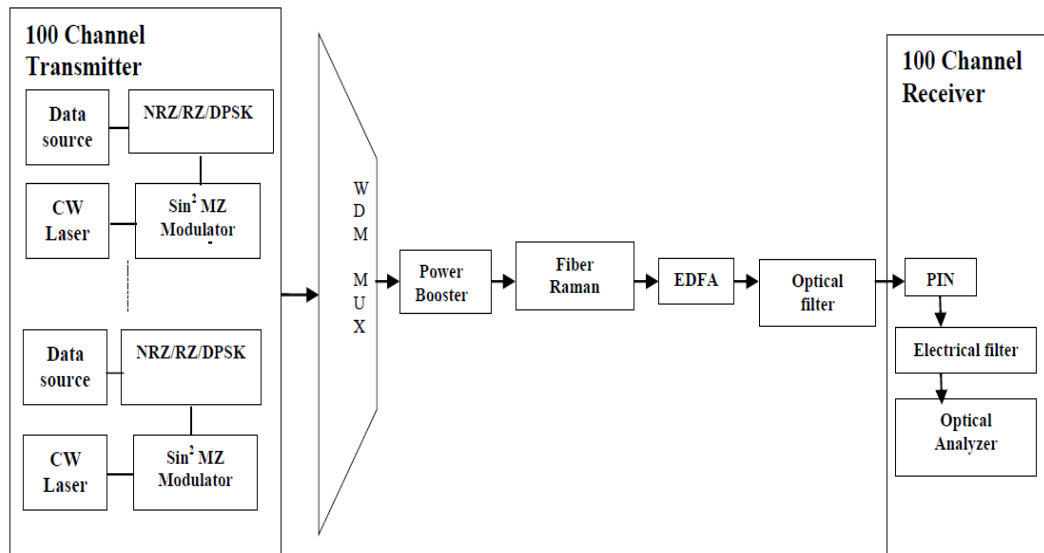 100 Channel
Transmitter
Data
source
NRZ/RZ/DPSK
CW
Laser
Sin² MZ
Modulator
Data
source
NRZ/RZ/DPSK
CW
Laser
Sin² MZ
Modulator
W
D
M
M
U
X
Power
Booster
Fiber
Raman
EDFA
Optical
filter
100 Channel
Receiver
PIN
Electrical filter
Optical
Analyzer